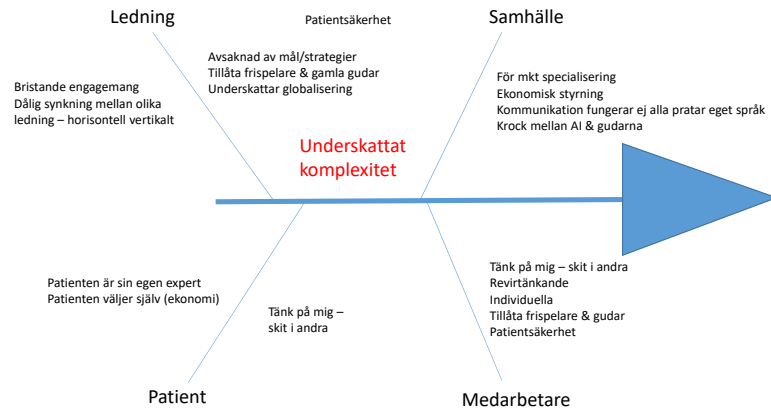 Ledning
Patientsäkerhet
Samhälle
Avsaknad av mål/strategier
Tillåta frispelare & gamla gudar
Underskattar globalisering
Bristande engagemang
Dålig synkning mellan olika
ledning – horisontell vertikalt
För mkt specialisering
Ekonomisk styrning
Kommunikation fungerar ej alla pratar eget språk
Krock mellan AI & gudarna
Underskattat
komplexitet
Patienten är sin egen expert
Patienten väljer själv (ekonomi)
Tänk på mig –
skit i andra
Tänk på mig – skit i andra
Revirtänkande
Individuella
Tillåta frispelare & gudar
Patientsäkerhet
Patient
Medarbetare